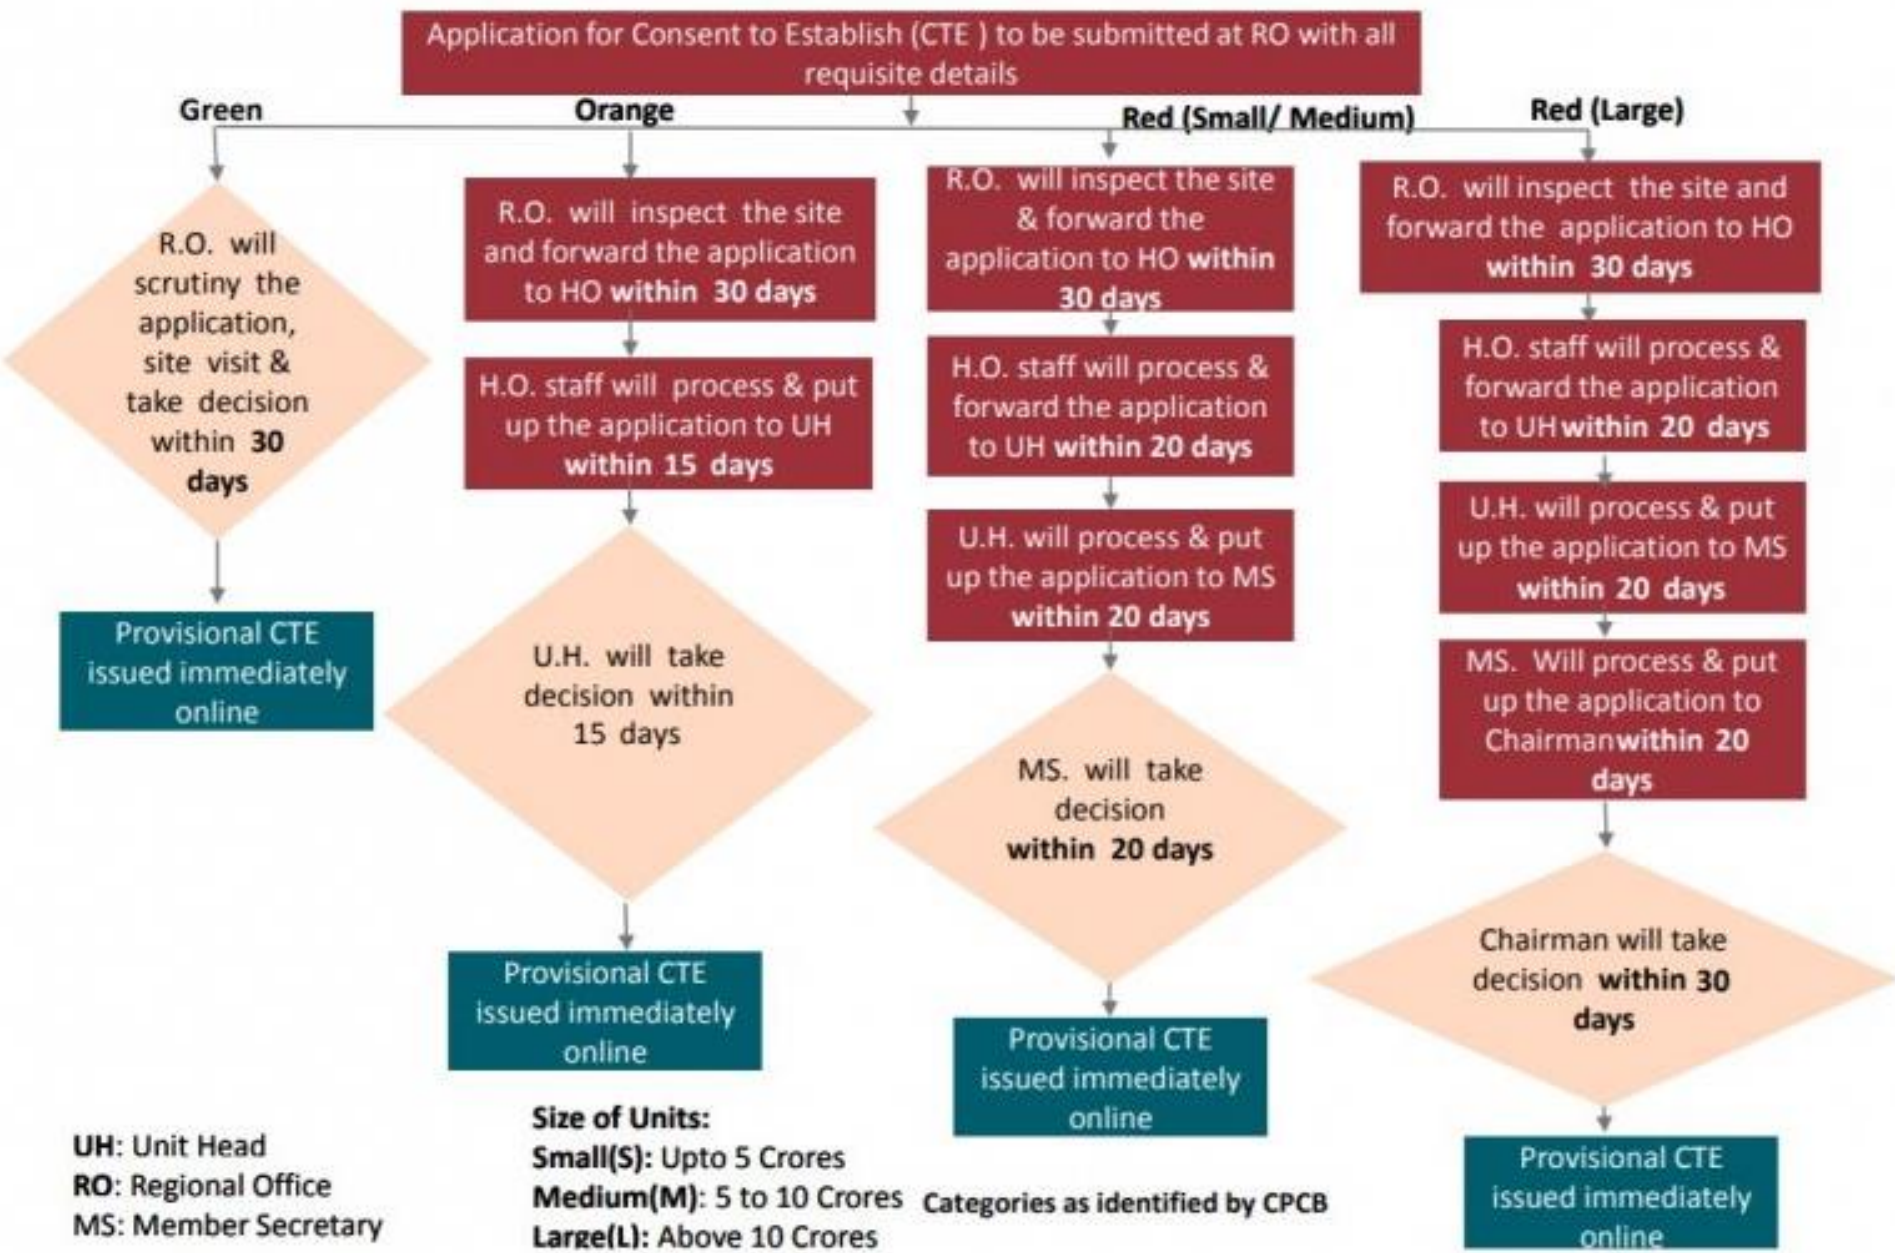 Application for Consent to Establish (CTE ) to be submitted at RO with all
requisite details
Green
R.O. will
scrutiny the
application,
site visit &
take decision
within 30
days
Provisional CTE
issued immediately
online
Orange
R.O. will inspect the site
and forward the application
to HO within 30 days
H.O. staff will process & put
up the application to UH
within 15 days
U.H. will take
decision within
15 days
Provisional CTE
issued immediately
online
Red (Small/ Medium)
R.O. will inspect the site
& forward the
application to HO within
30 days
H.O. staff will process &
forward the application
to UH within 20 days
U.H. will process & put
up the application to MS
within 20 days
MS. will take
decision
within 20 days
Provisional CTE
issued immediately
online
Red (Large)
R.O. will inspect the site and
forward the application to HO
within 30 days
H.O. staff will process &
forward the application
to UH within 20 days
U.H. will process & put
up the application to MS
within 20 days
MS. Will process & put
up the application to
Chairman within 20
days
Chairman will take
decision within 30
days
Provisional CTE
issued immediately
online
UH: Unit Head
RO: Regional Office
MS: Member Secretary
Size of Units:
Small(S): Upto 5 Crores
Medium(M): 5 to 10 Crores
Large(L): Above 10 Crores
Categories as identified by CPCB